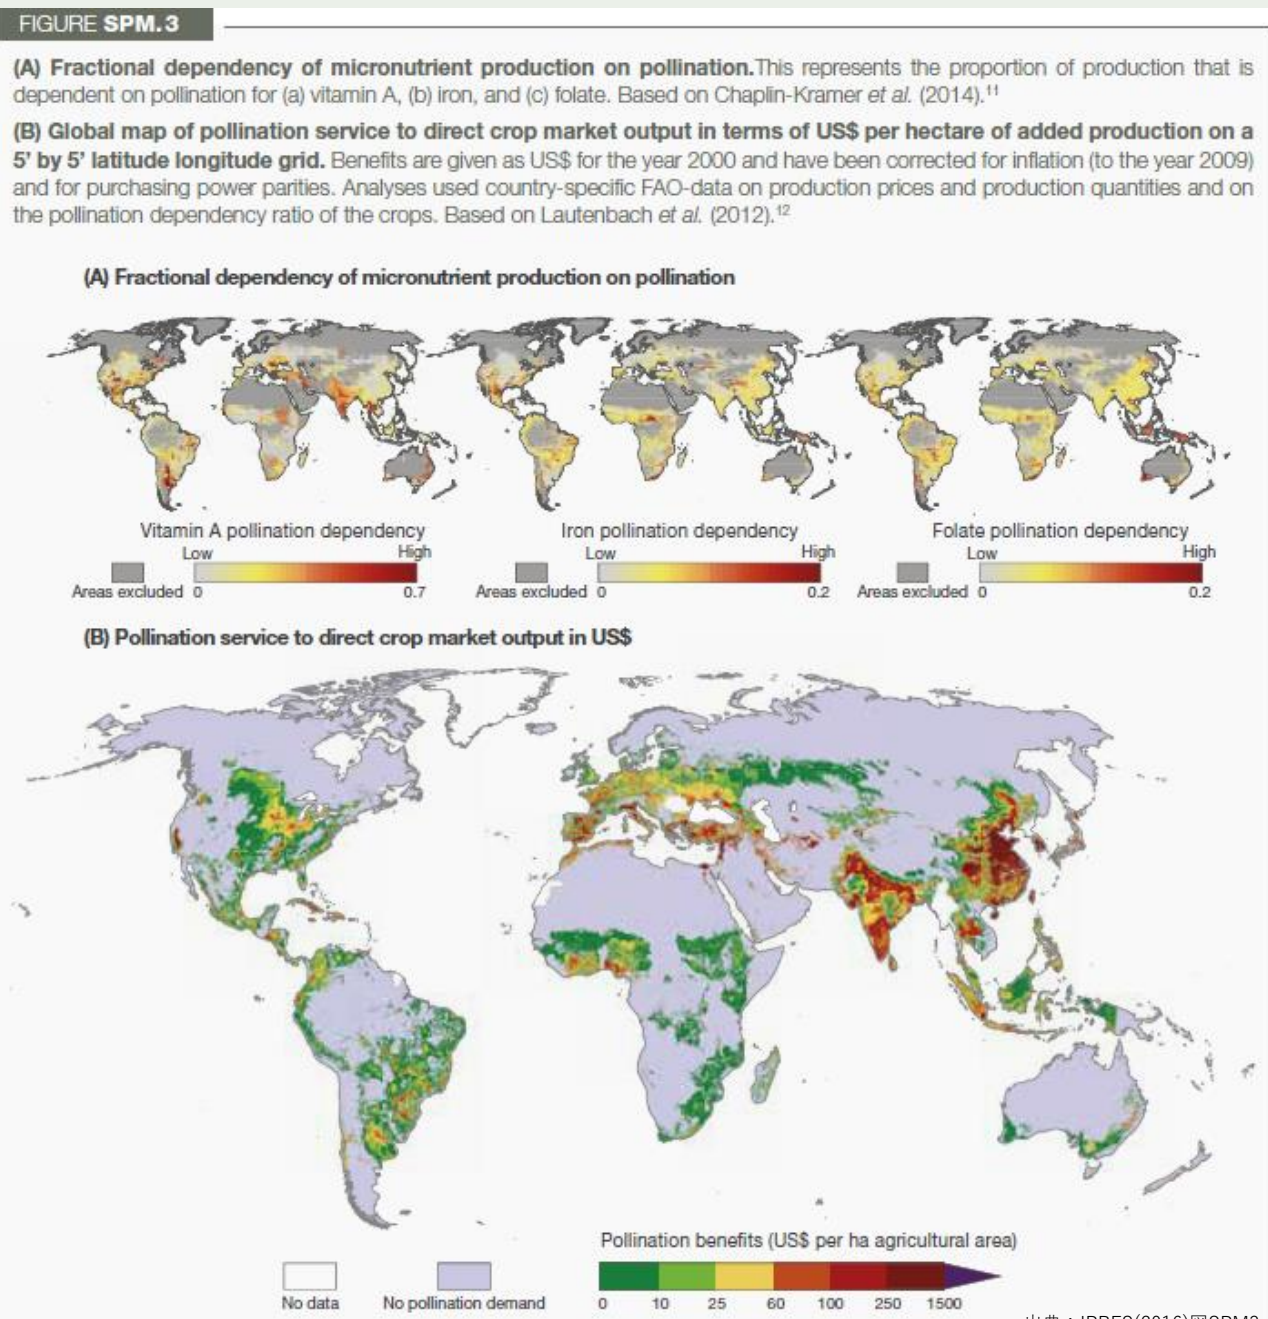 FIGURE SPM.3
(A) Fractional dependency of micronutrient production on pollination.This represents the proportion of production that is
dependent on pollination for (a) vitamin A, (b) iron, and (c) folate. Based on Chaplin-Kramer et al. (2014).¹¹
(B) Global map of pollination service to direct crop market output in terms of US$ per hectare of added production on a
5’ by 5’ latitude longitude grid. Benefits are given as US$ for the year 2000 and have been corrected for inflation (to the year 2009)
and for purchasing power parities. Analyses used country-specific FAO-data on production prices and production quantities and on
the pollination dependency ratio of the crops. Based on Lautenbach et al. (2012).¹²
(A) Fractional dependency of micronutrient production on pollination
Vitamin A pollination dependency
Low High
Areas excluded 0 0.7
Iron pollination dependency
Low High
Areas excluded 0 0.2
Folate pollination dependency
Low High
Areas excluded 0 0.2
(B) Pollination service to direct crop market output in US$
Pollination benefits (US$ per ha agricultural area)
No data No pollination demand
0 10 25 60 100 250 1500